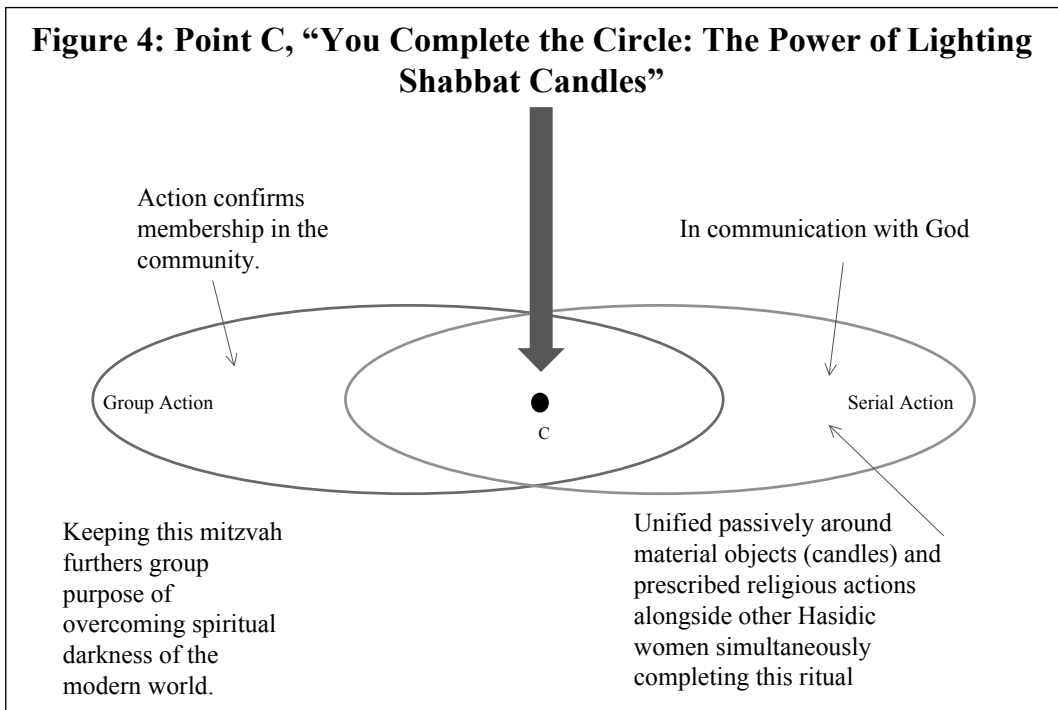 Figure 4: Point C, “You Complete the Circle: The Power of Lighting
Shabbat Candles”
Action confirms
membership in the
community.
In communication with God
Group Action
C
Serial Action
Keeping this mitzvah
furthers group
purpose of
overcoming spiritual
darkness of the
modern world.
Unified passively around
material objects (candles) and
prescribed religious actions
alongside other Hasidic
women simultaneously
completing this ritual